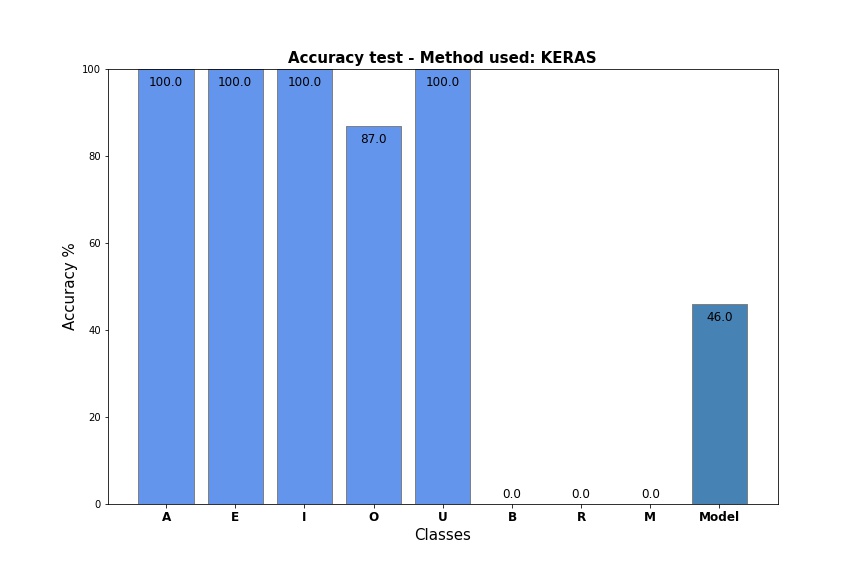 Accuracy test - Method used: KERAS
Accuracy %
100
80
60
40
20
0
100.0 100.0 100.0 87.0 100.0 0.0 0.0 0.0 46.0
A E I O U B R M Model
Classes